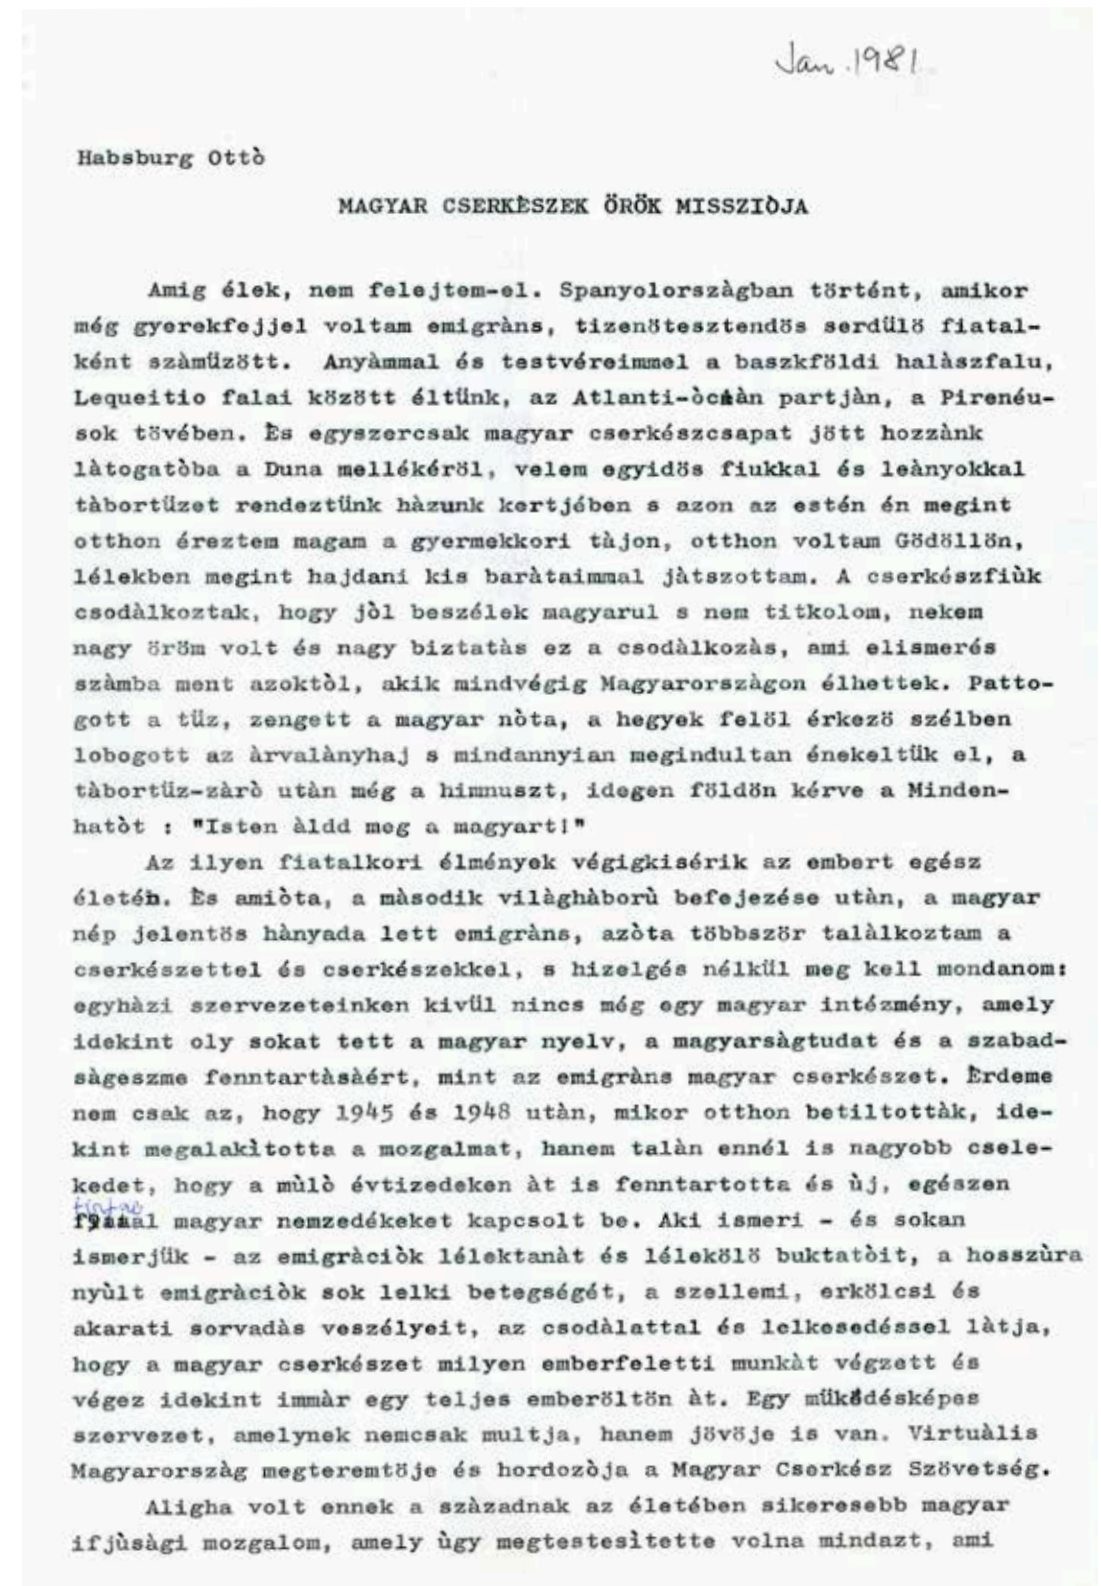 Jan. 1981
Habsburg Ottò
MAGYAR CSERKÈSZEK ÖRÖK MISSZIÒJA
Amig élek, nem felejtem-el. Spanyolorszàgban történt, amikor
még gyerekfejjel voltam emigràns, tizenötesztendös serdülö fiatal-
ként szàmüzött. Anyàmmal és testvéreimmel a baszkföldi halàszfalu,
Lequeitio falai között éltünk, az Atlanti-òceàn partjàn, a Pirenéu-
sok tövében. Ès egyszercsak magyar cserkészcsapat jött hozzànk
làtogatòba a Duna mellékéröl, velem egyidös fiukkal és leànyokkal
tàbortüzet rendeztünk hàzunk kertjében s azon az estén én megint
otthon éreztem magam a gyermekkori tàjon, otthon voltam Gödöllön,
lélekben megint hajdani kis baràtaimmal jàtszottam. A cserkészfiùk
csodàlkoztak, hogy jòl beszélek magyarul s nem titkolom, nekem
nagy öröm volt és nagy biztatàs ez a csodàlkozàs, ami elismerés
szàmba ment azoktòl, akik mindvégig Magyarorszàgon élhettek. Patto-
gott a tüz, zengett a magyar nòta, a hegyek felöl érkezö szélben
lobogott az àrvalànyhaj s mindannyian megindultan énekeltük el, a
tàbortüz-zàrò utàn még a himnuszt, idegen földön kérve a Minden-
hatòt : "Isten àldd meg a magyart!"
Az ilyen fiatalkori élmények végigkisérik az embert egész
életén. Ès amiòta, a màsodik vilàghàborù befejezése utàn, a magyar
nép jelentös hànyada lett emigràns, azòta többször talàlkoztam a
cserkészettel és cserkészekkel, s hizelgés nélkül meg kell mondanom:
egyhàzi szervezeteinken kivül nincs még egy magyar intézmény, amely
idekint oly sokat tett a magyar nyelv, a magyarsàgtudat és a szabad-
sàgeszme fenntartàsàért, mint az emigràns magyar cserkészet. Èrdeme
nem csak az, hogy 1945 és 1948 utàn, mikor otthon betiltottàk, ide-
kint megalakìtotta a mozgalmat, hanem talàn ennél is nagyobb csele-
kedet, hogy a mùlò évtizedeken àt is fenntartotta és ùj, egészen
fiatal magyar nemzedékeket kapcsolt be. Aki ismeri - és sokan
ismerjük - az emigràciòk lélektanàt és lélekölö buktatòit, a hosszùra
nyùlt emigràciòk sok lelki betegségét, a szellemi, erkölcsi és
akarati sorvadàs veszélyeit, az csodàlattal és lelkesedéssel làtja,
hogy a magyar cserkészet milyen emberfeletti munkàt végzett és
végez idekint immàr egy teljes emberöltön àt. Egy müködésképes
szervezet, amelynek nemcsak multja, hanem jövöje is van. Virtuàlis
Magyarorszàg megteremtöje és hordozòja a Magyar Cserkész Szövetség.
Aligha volt ennek a szàzadnak az életében sikeresebb magyar
ifjùsàgi mozgalom, amely ùgy megtestesìtette volna mindazt, ami